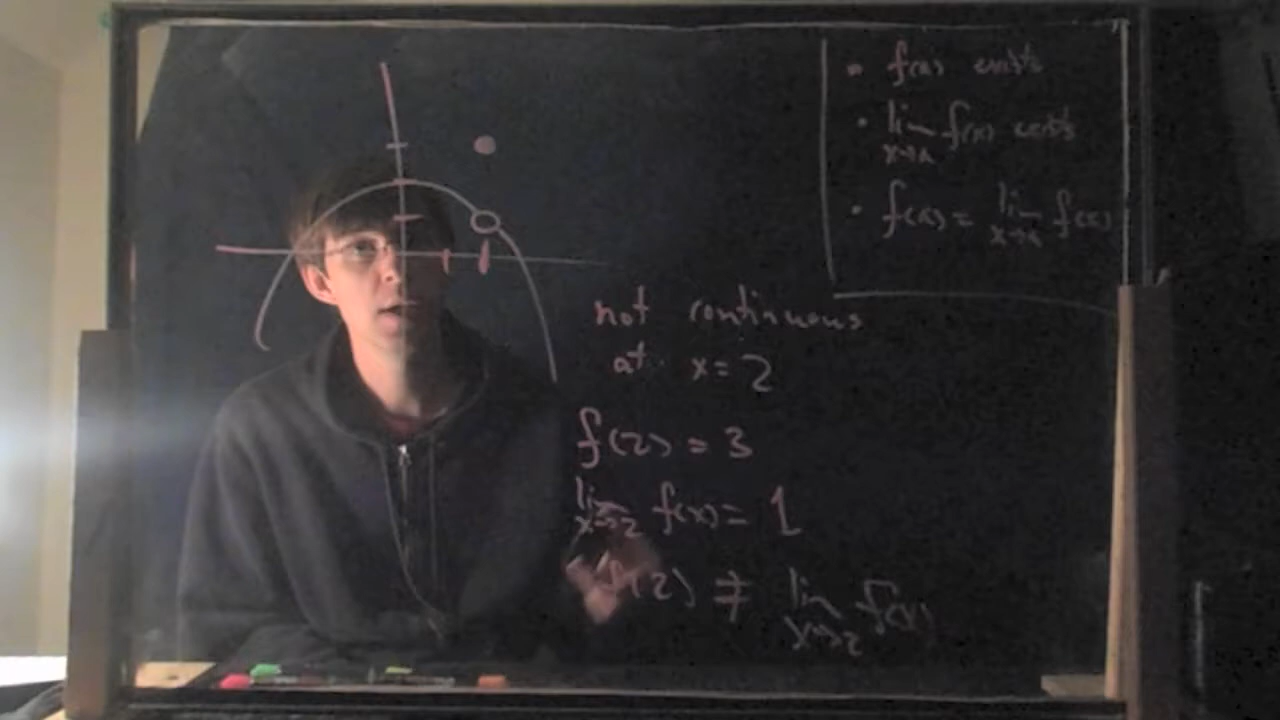 • f(a) exists
• lim f(x) exists
x→a
• f(a) = lim f(x)
x→a
not continuous
at x = 2
f(2) = 3
lim f(x) = 1
x→2
f(2) ≠ lim f(x)
x→2